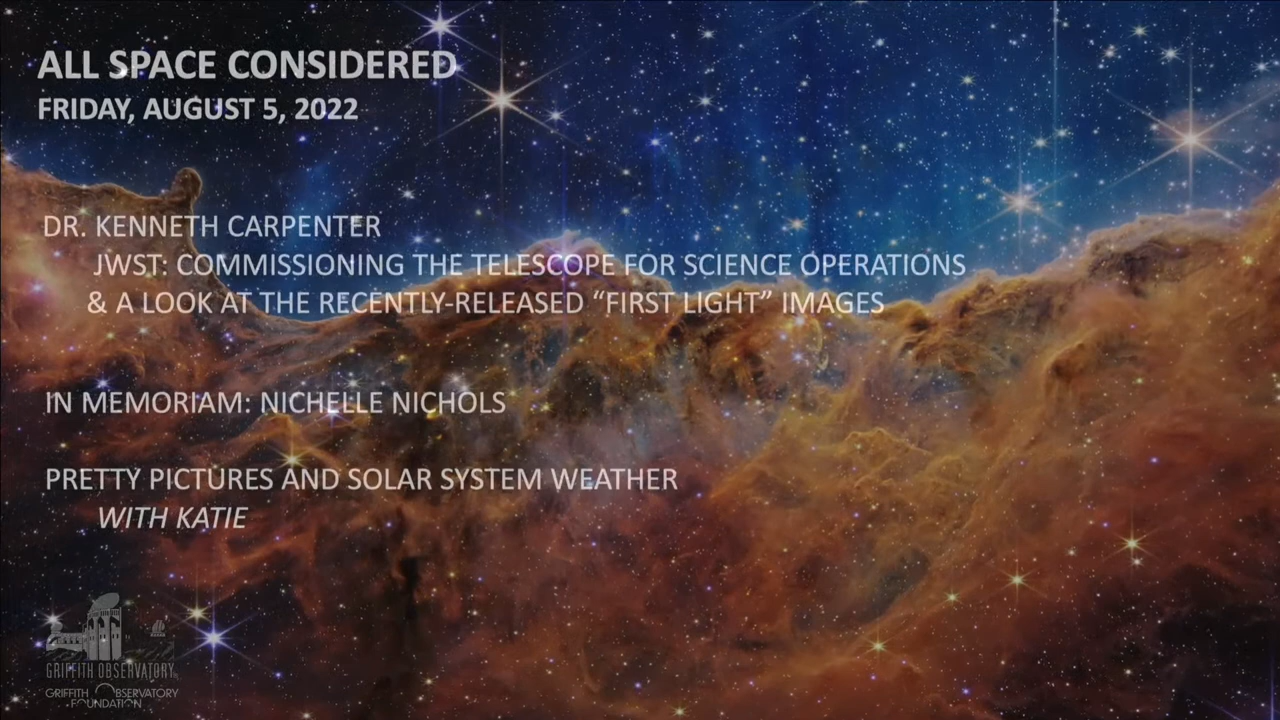 ALL SPACE CONSIDERED
FRIDAY, AUGUST 5, 2022
DR. KENNETH CARPENTER
JWST: COMMISSIONING THE TELESCOPE FOR SCIENCE OPERATIONS
& A LOOK AT THE RECENTLY-RELEASED “FIRST LIGHT” IMAGES
IN MEMORIAM: NICHELLE NICHOLS
PRETTY PICTURES AND SOLAR SYSTEM WEATHER
WITH KATIE
GRIFFITH OBSERVATORY
GRIFFITH OBSERVATORY
FOUNDATION